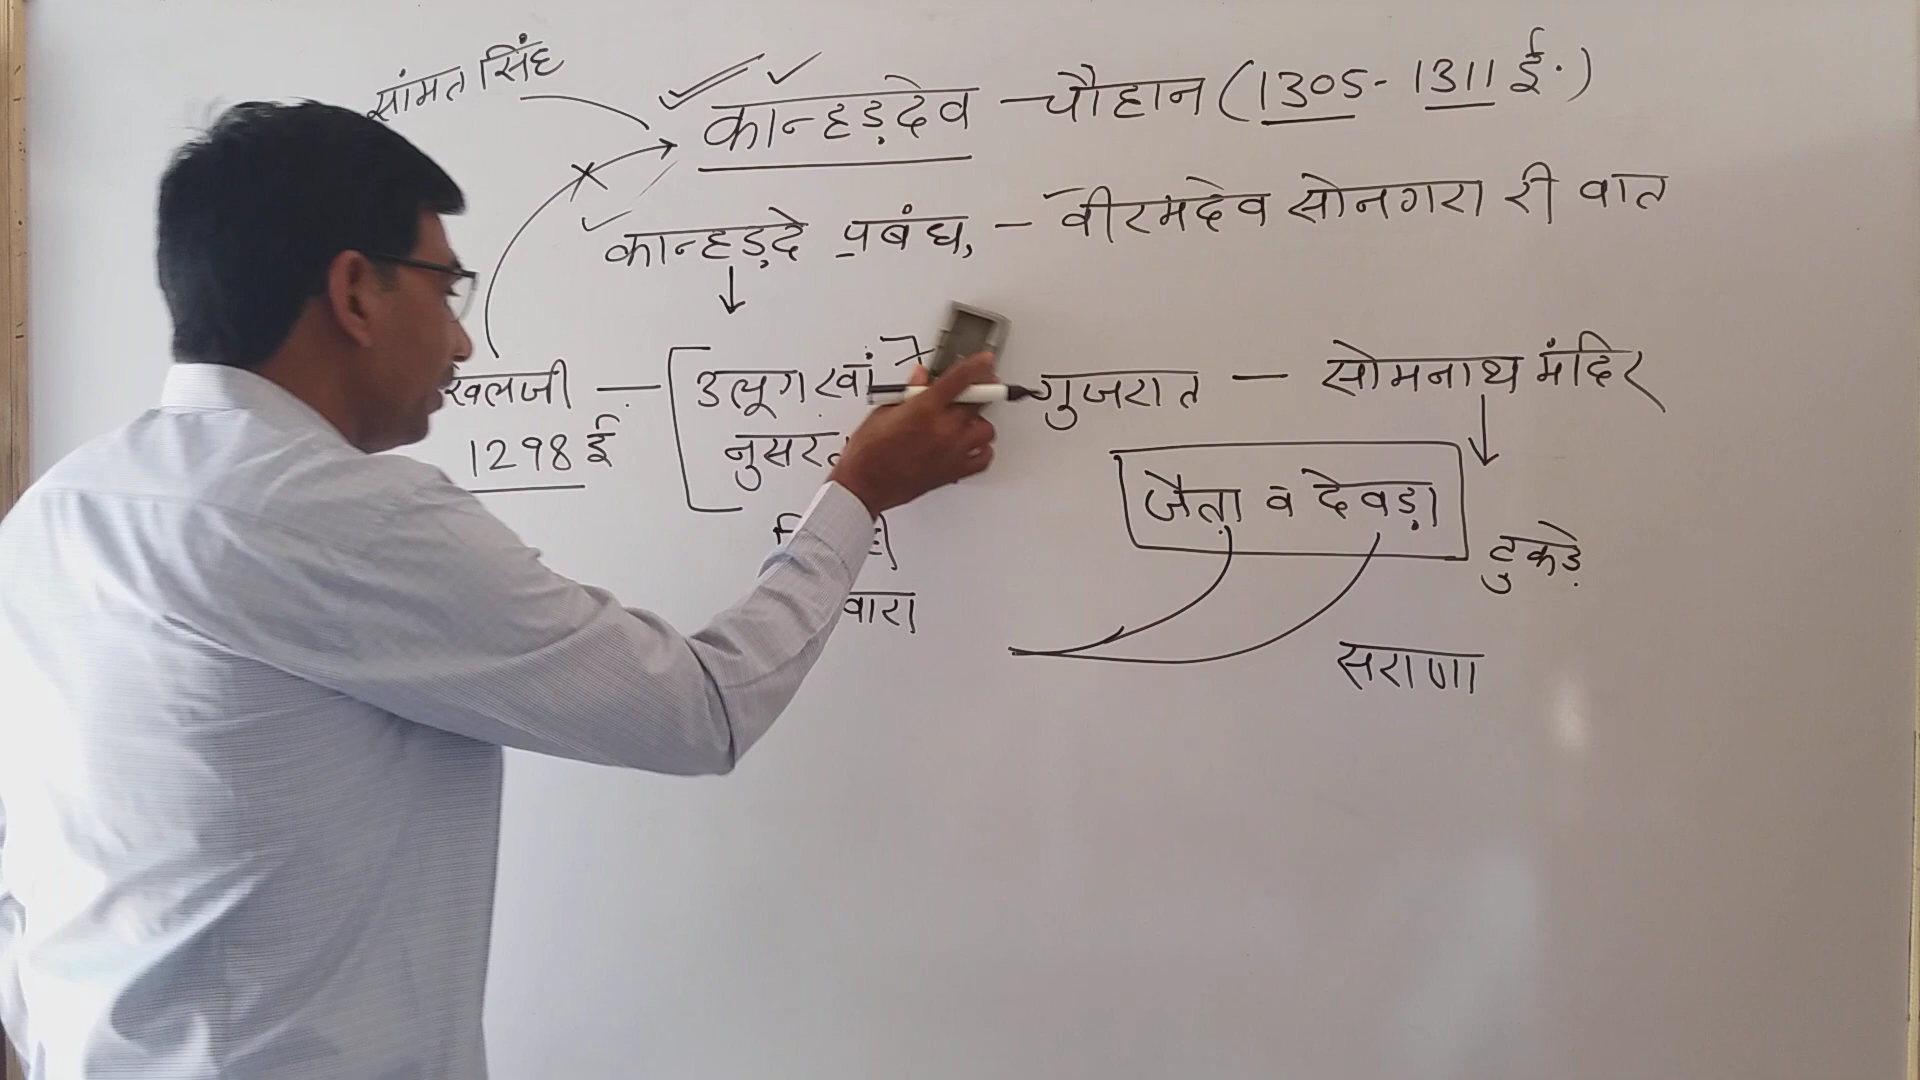 सांमत सिंह
कान्हड़देव - चौहान (1305- 1311 ई.)
कान्हड़दे प्रबंध, - वीरमदेव सोनगरा री वात
खलजी - उलूगखां गुजरात - सोमनाथ मंदिर
1298 ई नुसरत
जैता व देवड़ा
टुकड़े
सराणा